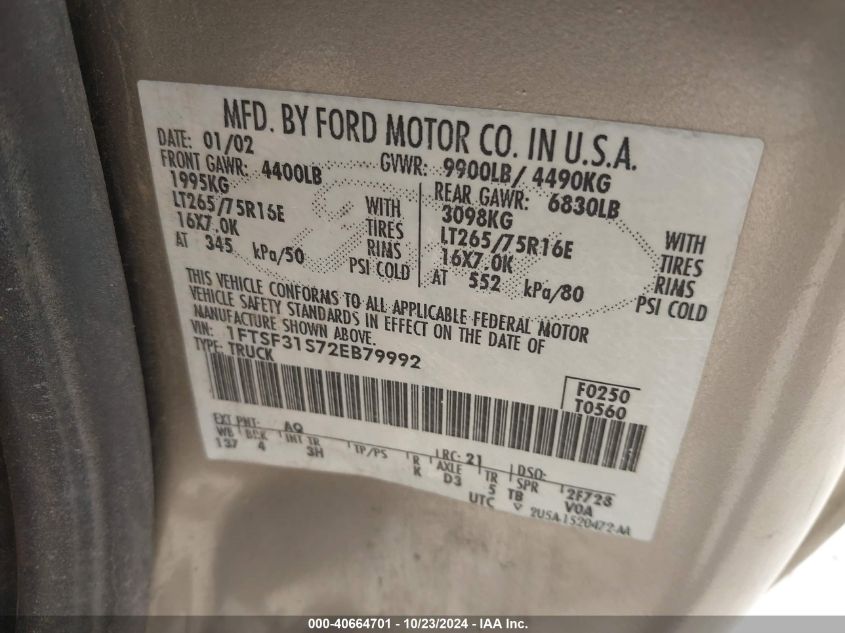 MFD. BY FORD MOTOR CO. IN U.S.A.
DATE: 01/02 GVWR: 9900LB/ 4490KG
FRONT GAWR: 4400LB REAR GAWR: 6830LB
1995KG 3098KG
LT265/75R16E WITH TIRES LT265/75R16E WITH TIRES
16X7.0K RIMS 16X7.0K RIMS
AT 345 kPa/50 PSI COLD AT 552 kPa/80 PSI COLD
THIS VEHICLE CONFORMS TO ALL APPLICABLE FEDERAL MOTOR
VEHICLE SAFETY STANDARDS IN EFFECT ON THE DATE OF
MANUFACTURE SHOWN ABOVE.
VIN: 1FTSF31S72EB79992
TYPE: TRUCK
F0250
T0560
EXT PNT: AQ LRC: 21 DSO:
WB BRK INT TR TP/PS R AXLE TR SPR 2F728
137 4 3H K D3 5 TB VOA
UTC ▽ 2U5A-1520472-AA
000-40664701 - 10/23/2024 - IAA Inc.